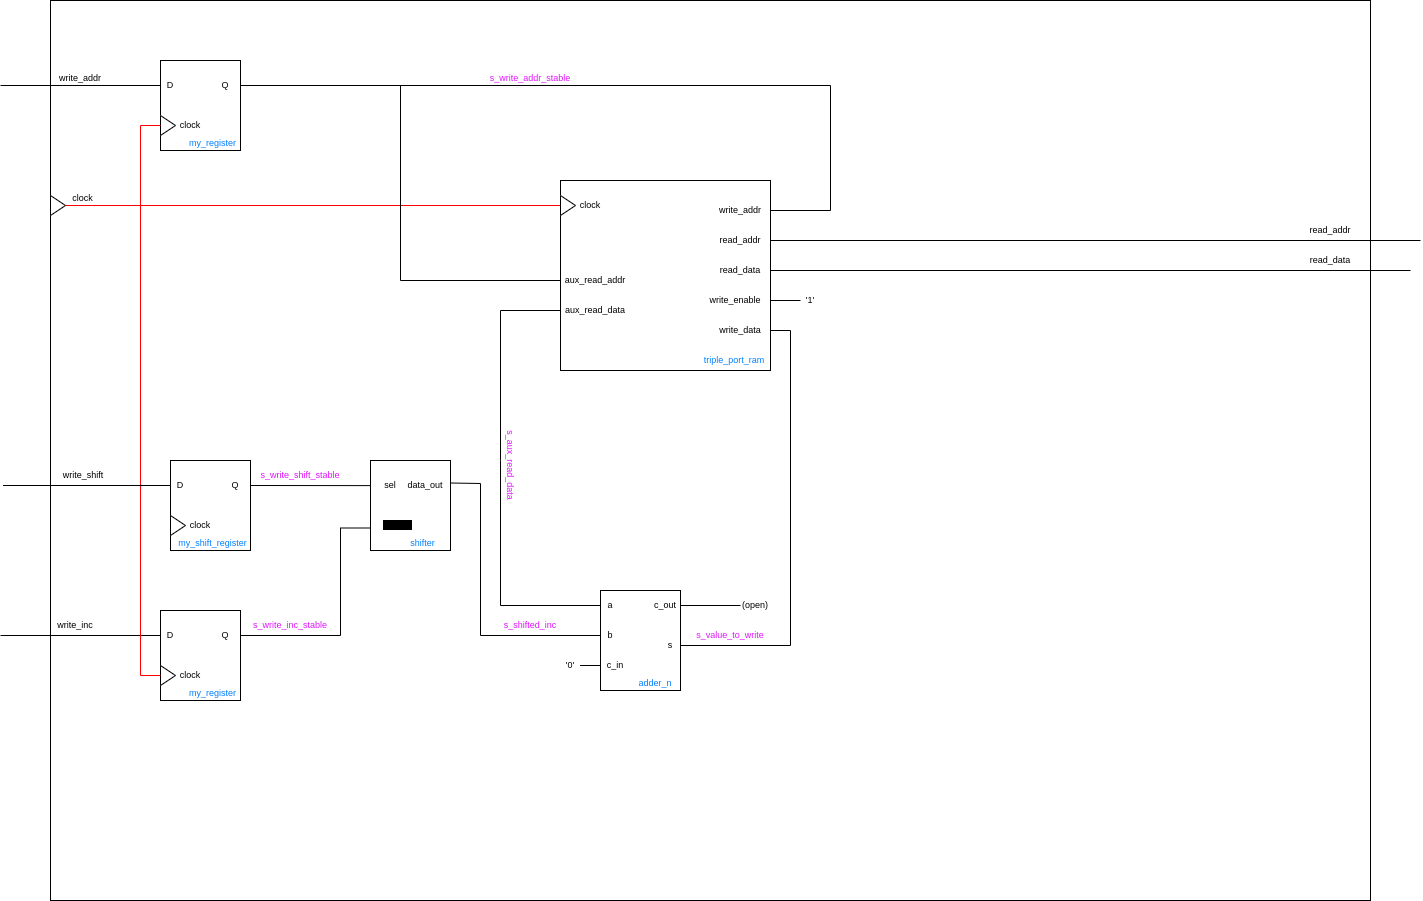 write_addr
D
Q
s_write_addr_stable
clock
my_register
clock
clock
write_addr
read_addr
read_addr
read_data
read_data
aux_read_addr
write_enable
'1'
aux_read_data
write_data
triple_port_ram
s_aux_read_data
write_shift
D
Q
s_write_shift_stable
sel
data_out
clock
my_shift_register
shifter
write_inc
D
Q
s_write_inc_stable
clock
my_register
s_shifted_inc
a
c_out
(open)
b
s
s_value_to_write
'0'
c_in
adder_n